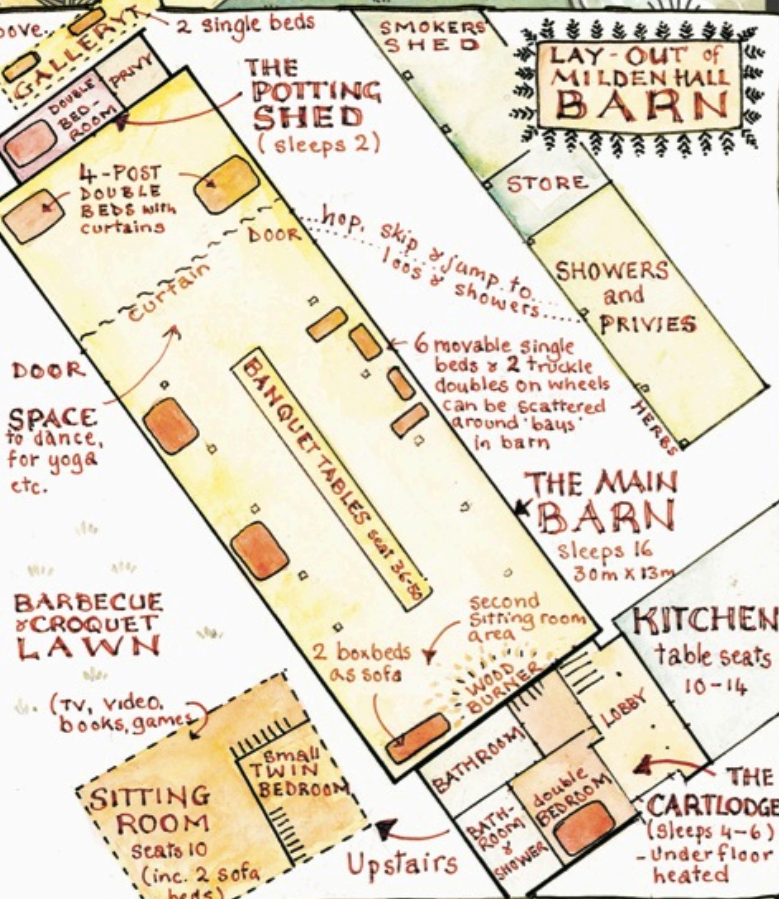 above.
2 single beds
GALLERY
PRIVY
DOUBLE
BED-
ROOM
THE
POTTING
SHED
(sleeps 2)
SMOKERS'
SHED
LAY-OUT of
MILDENHALL
BARN
4-POST
DOUBLE
BEDS with
curtains
STORE
DOOR
hop, skip & jump to
loos & showers
curtain
SHOWERS
and
PRIVIES
HERBS
6 movable single
beds & 2 truckle
doubles on wheels
can be scattered
around 'bays'
in barn
DOOR
SPACE
to dance,
for yoga
etc.
BANQUET TABLES seat 36-50
THE MAIN
BARN
sleeps 16
30m x 13m
BARBECUE
& CROQUET
LAWN
second
sitting room
area
2 boxbeds
as sofa
WOOD
BURNER
KITCHEN
table seats
10-14
LOBBY
(TV, video,
books, games
small
TWIN
BEDROOM
SITTING
ROOM
seats 10
(inc. 2 sofa
beds)
BATHROOM
double
BEDROOM
BATH-
ROOM
&
SHOWER
Upstairs
THE
CARTLODGE
(sleeps 4-6)
- underfloor
heated